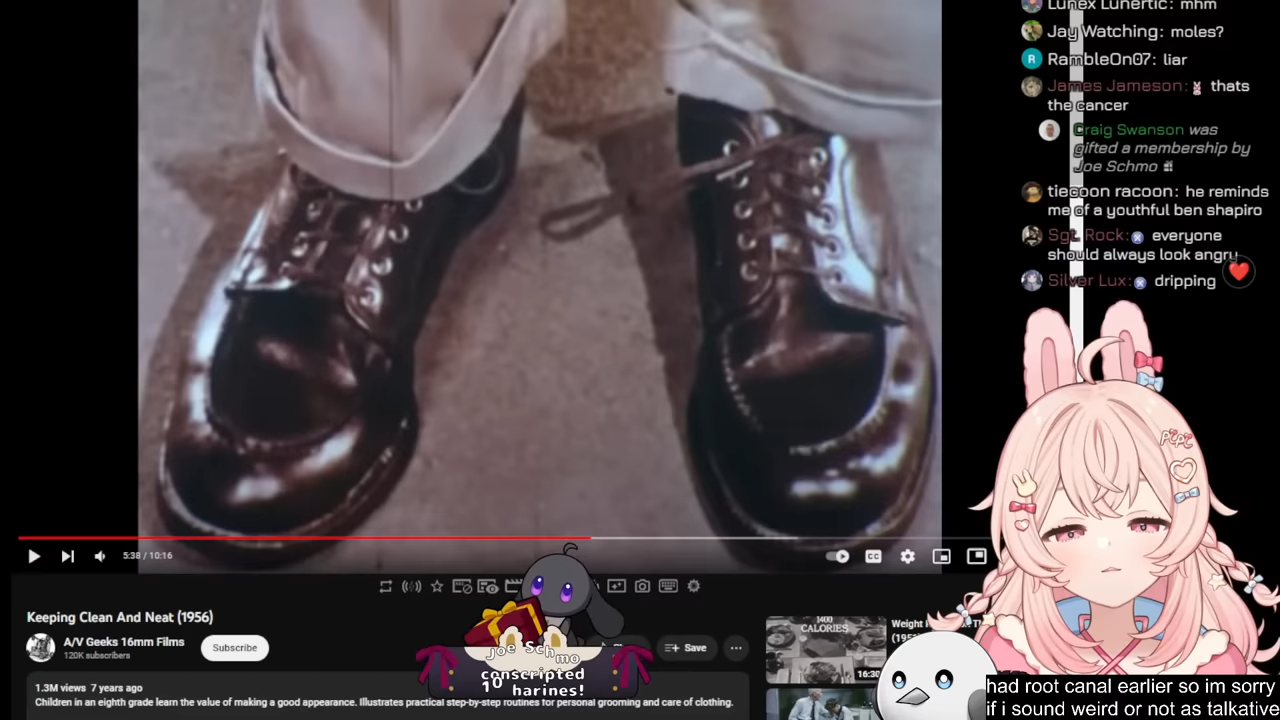 Lunex Lunertic: mhm
Jay Watching: moles?
R RambleOn07: liar
James Jameson: thats
the cancer
Craig Swanson was
gifted a membership by
Joe Schmo
tiecoon racoon: he reminds
me of a youthful ben shapiro
Sgt. Rock: everyone
should always look angry
Silver Lux: dripping
Pipi
5:38 / 10:16
CC
Keeping Clean And Neat (1956)
A/V Geeks 16mm Films
120K subscribers
Subscribe
Save
1.3M views 7 years ago
Children in an eighth grade learn the value of making a good appearance. Illustrates practical step-by-step routines for personal grooming and care of clothing.
Joe Schmo
conscripted
10 harines!
1400
CALORIES
16:30
Weight
had root canal earlier so im sorry
if i sound weird or not as talkative